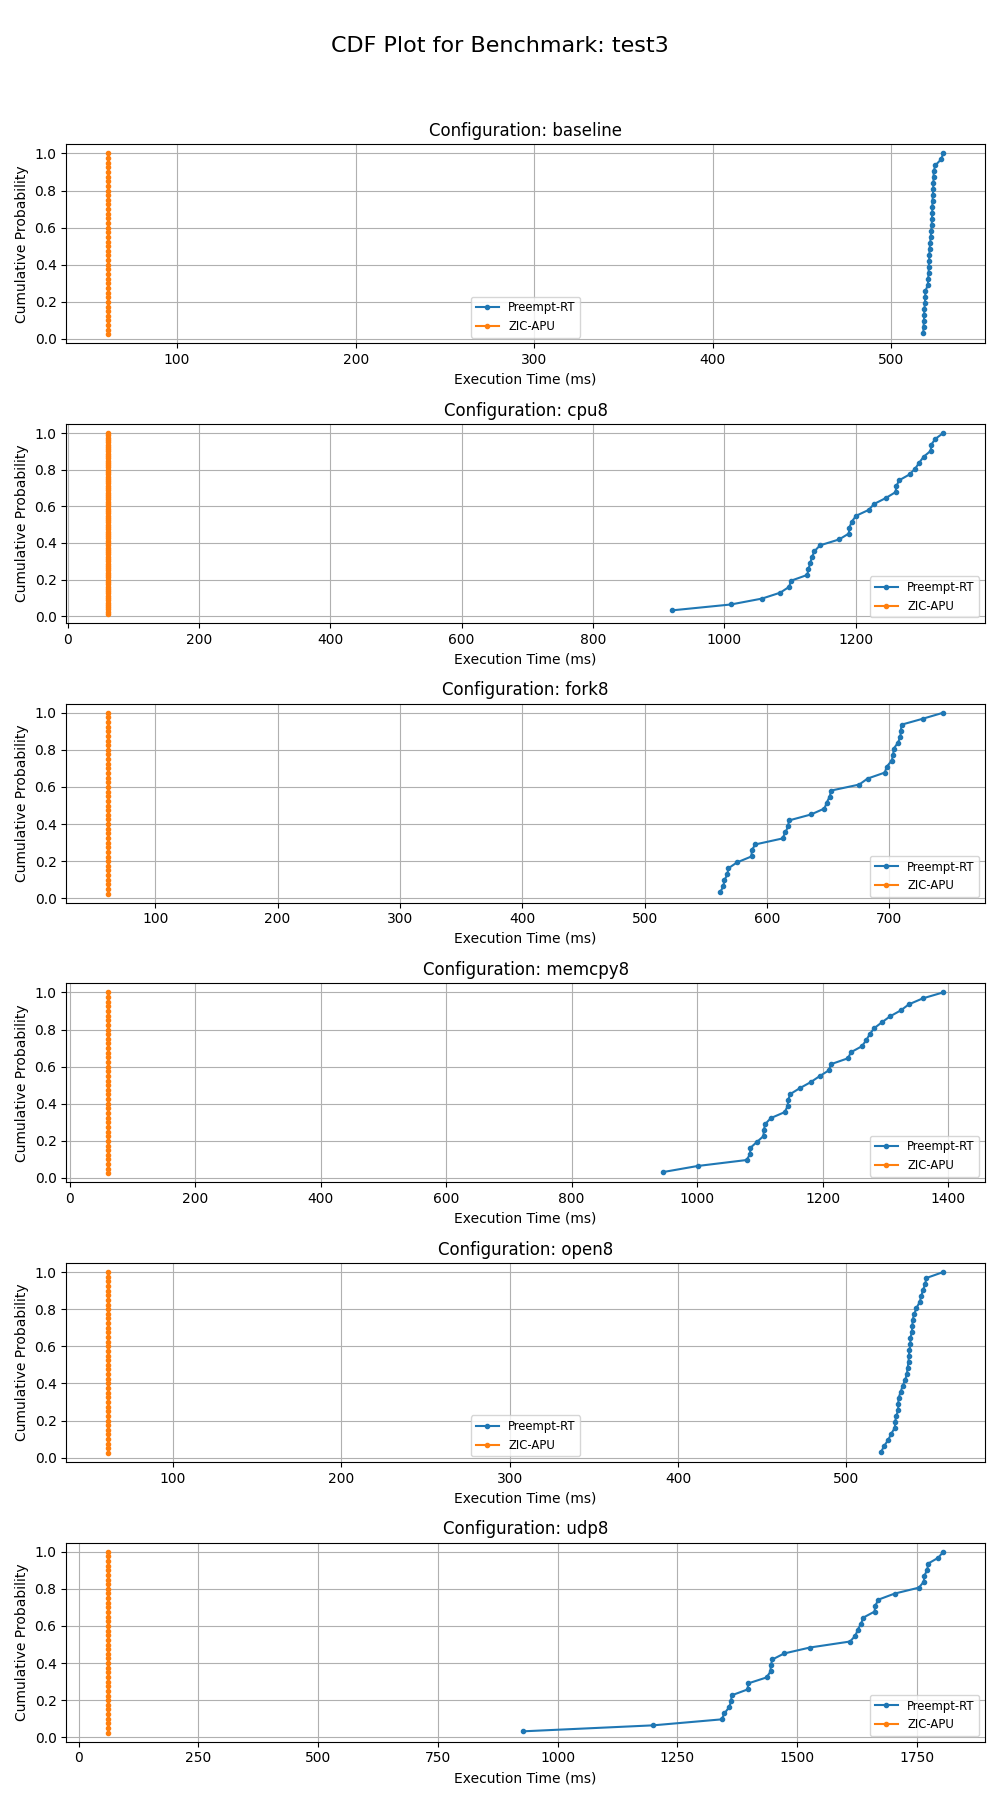 CDF Plot for Benchmark: test3
Configuration: baseline
Cumulative Probability
1.0
0.8
0.6
0.4
0.2
0.0
Preempt-RT
ZIC-APU
100 200 300 400 500
Execution Time (ms)
Configuration: cpu8
Cumulative Probability
1.0
0.8
0.6
0.4
0.2
0.0
Preempt-RT
ZIC-APU
0 200 400 600 800 1000 1200
Execution Time (ms)
Configuration: fork8
Cumulative Probability
1.0
0.8
0.6
0.4
0.2
0.0
Preempt-RT
ZIC-APU
100 200 300 400 500 600 700
Execution Time (ms)
Configuration: memcpy8
Cumulative Probability
1.0
0.8
0.6
0.4
0.2
0.0
Preempt-RT
ZIC-APU
0 200 400 600 800 1000 1200 1400
Execution Time (ms)
Configuration: open8
Cumulative Probability
1.0
0.8
0.6
0.4
0.2
0.0
Preempt-RT
ZIC-APU
100 200 300 400 500
Execution Time (ms)
Configuration: udp8
Cumulative Probability
1.0
0.8
0.6
0.4
0.2
0.0
Preempt-RT
ZIC-APU
0 250 500 750 1000 1250 1500 1750
Execution Time (ms)